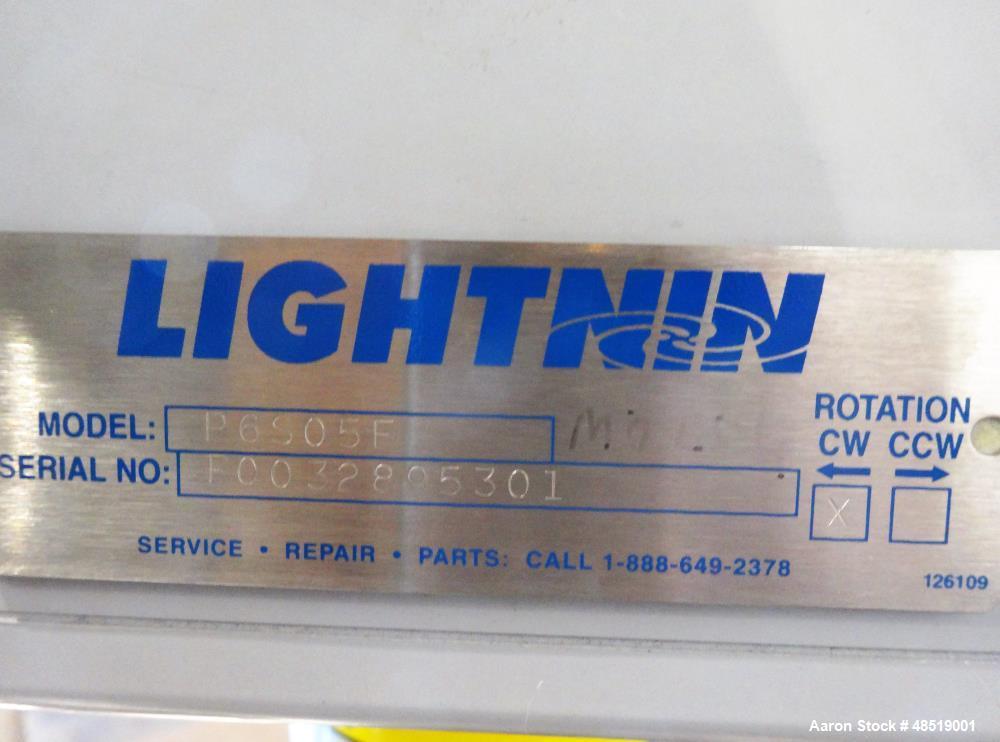 LIGHTNIN
MODEL: P6S05F
SERIAL NO: F0032895301
ROTATION
CW CCW
X
SERVICE • REPAIR • PARTS: CALL 1-888-649-2378
126109
Aaron Stock # 48519001